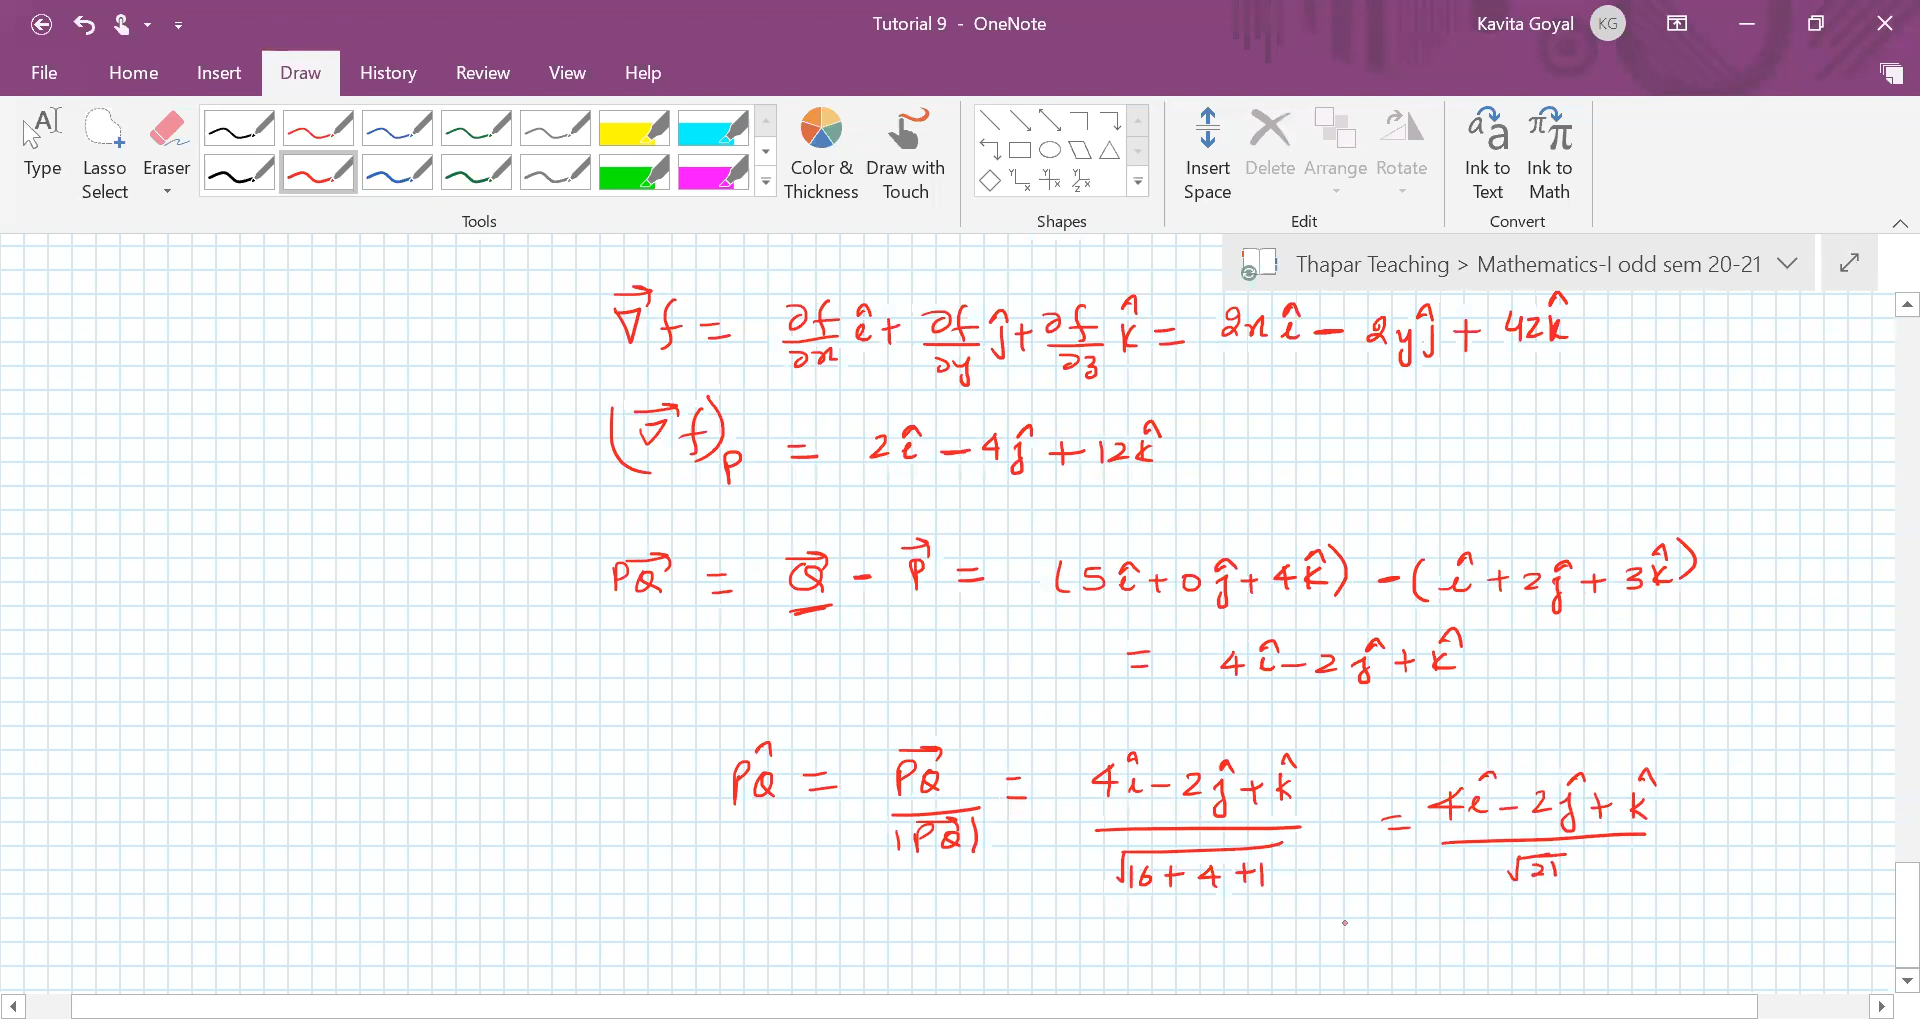 Tutorial 9 - OneNote
Kavita Goyal KG
File Home Insert Draw History Review View Help
Type Lasso Select Eraser Color & Thickness Draw with Touch Insert Space Delete Arrange Rotate Ink to Text Ink to Math
Tools Shapes Edit Convert
Thapar Teaching > Mathematics-I odd sem 20-21
∇⃗f = ∂f/∂x î + ∂f/∂y ĵ + ∂f/∂z k̂ = 2x î - 2y ĵ + 4z k̂
(∇⃗f)P = 2î - 4ĵ + 12k̂
PQ⃗ = Q⃗ - P⃗ = (5î + 0ĵ + 4k̂) - (î + 2ĵ + 3k̂)
= 4î - 2ĵ + k̂
PQ̂ = PQ⃗/|PQ⃗| = (4î - 2ĵ + k̂)/√(16 + 4 + 1) = (4î - 2ĵ + k̂)/√21